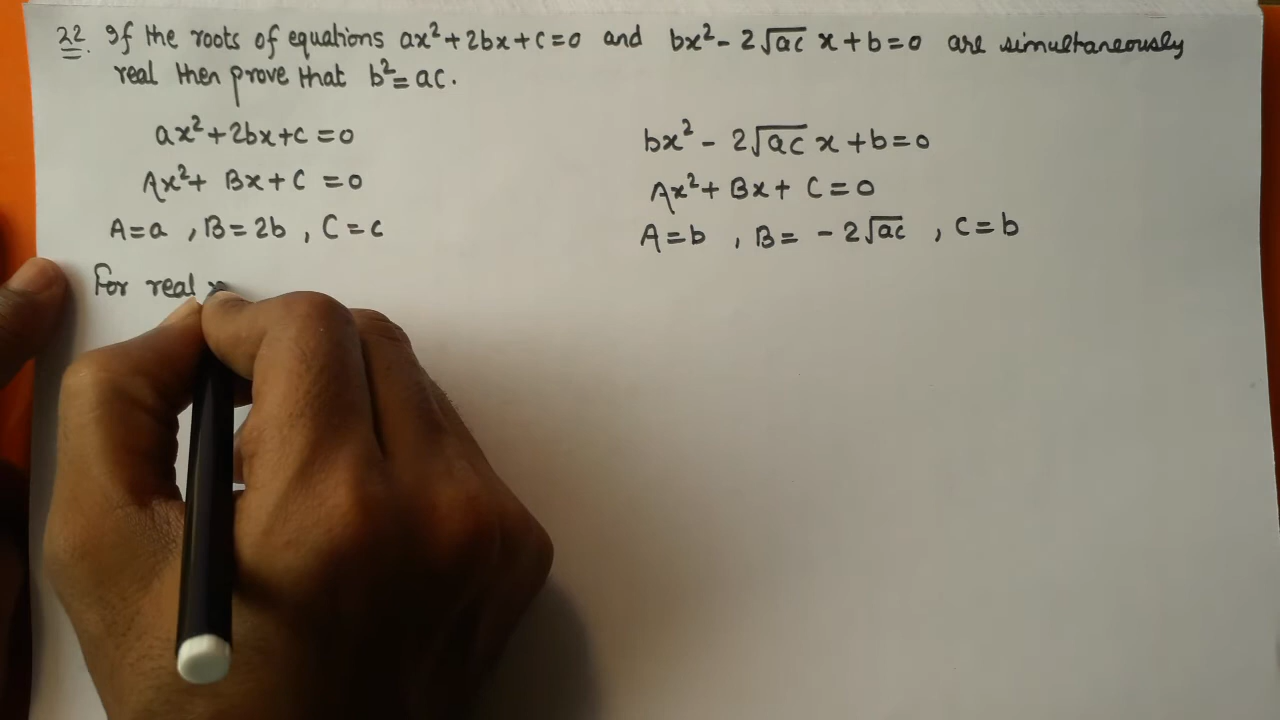 22. If the roots of equations ax²+2bx+c=0 and bx²-2√ac x+b=0 are simultaneously
real then prove that b²=ac.
ax²+2bx+c=0
Ax²+Bx+C=0
A=a, B=2b, C=c
For real
bx²-2√ac x+b=0
Ax²+Bx+C=0
A=b, B=-2√ac, C=b